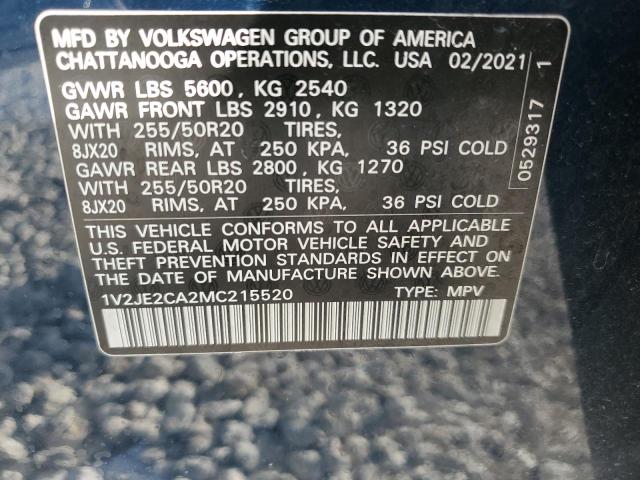 MFD BY VOLKSWAGEN GROUP OF AMERICA
CHATTANOOGA OPERATIONS, LLC. USA 02/2021
GVWR LBS 5600, KG 2540
GAWR FRONT LBS 2910, KG 1320
WITH 255/50R20 TIRES,
8JX20 RIMS, AT 250 KPA, 36 PSI COLD
GAWR REAR LBS 2800, KG 1270
WITH 255/50R20 TIRES,
8JX20 RIMS, AT 250 KPA, 36 PSI COLD
THIS VEHICLE CONFORMS TO ALL APPLICABLE
U.S. FEDERAL MOTOR VEHICLE SAFETY AND
THEFT PREVENTION STANDARDS IN EFFECT ON
THE DATE OF MANUFACTURE SHOWN ABOVE.
1V2JE2CA2MC215520 TYPE: MPV
0529317 1